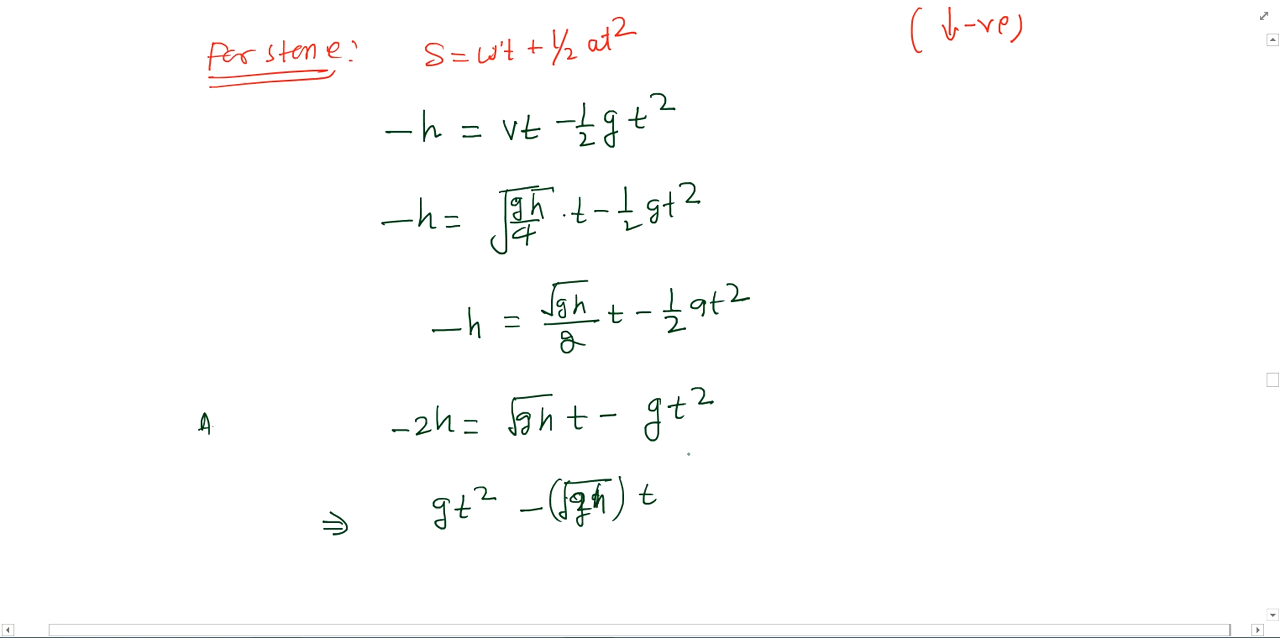 For stone: S = ut + 1/2 at² (↓-ve)
-h = vt - 1/2 g t²
-h = √(gh/4) . t - 1/2 gt²
-h = √gh/2 t - 1/2 gt²
A -2h = √gh t - gt²
⇒ gt² - (√gh) t